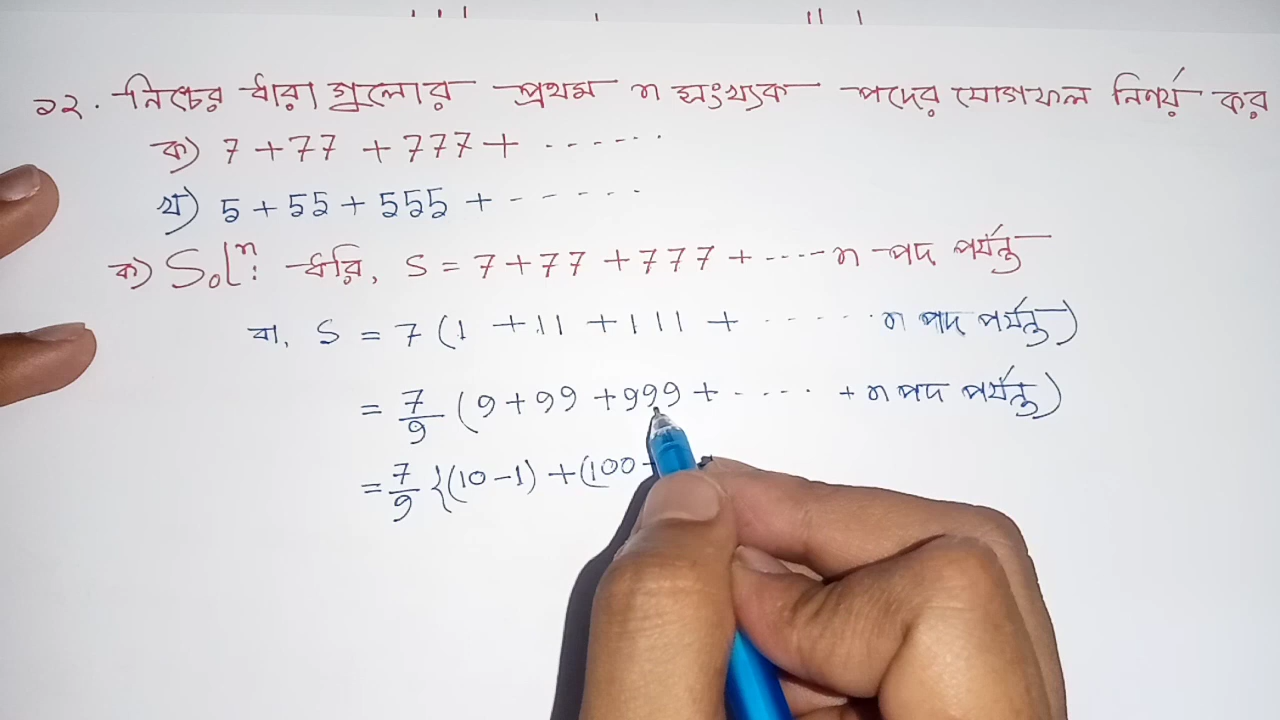 ১২. নিচের ধারা গুলোর প্রথম n সংখ্যক পদের যোগফল নির্ণয় কর
ক) 7 + 77 + 777 + ......
খ) 5 + 55 + 555 + ......
ক) Solⁿ: ধরি, S = 7 + 77 + 777 + .... n পদ পর্যন্ত
বা, S = 7 (1 + 11 + 111 + ...... n পদ পর্যন্ত)
= 7/9 (9 + 99 + 999 + ..... + n পদ পর্যন্ত)
= 7/9 {(10 - 1) + (100 -